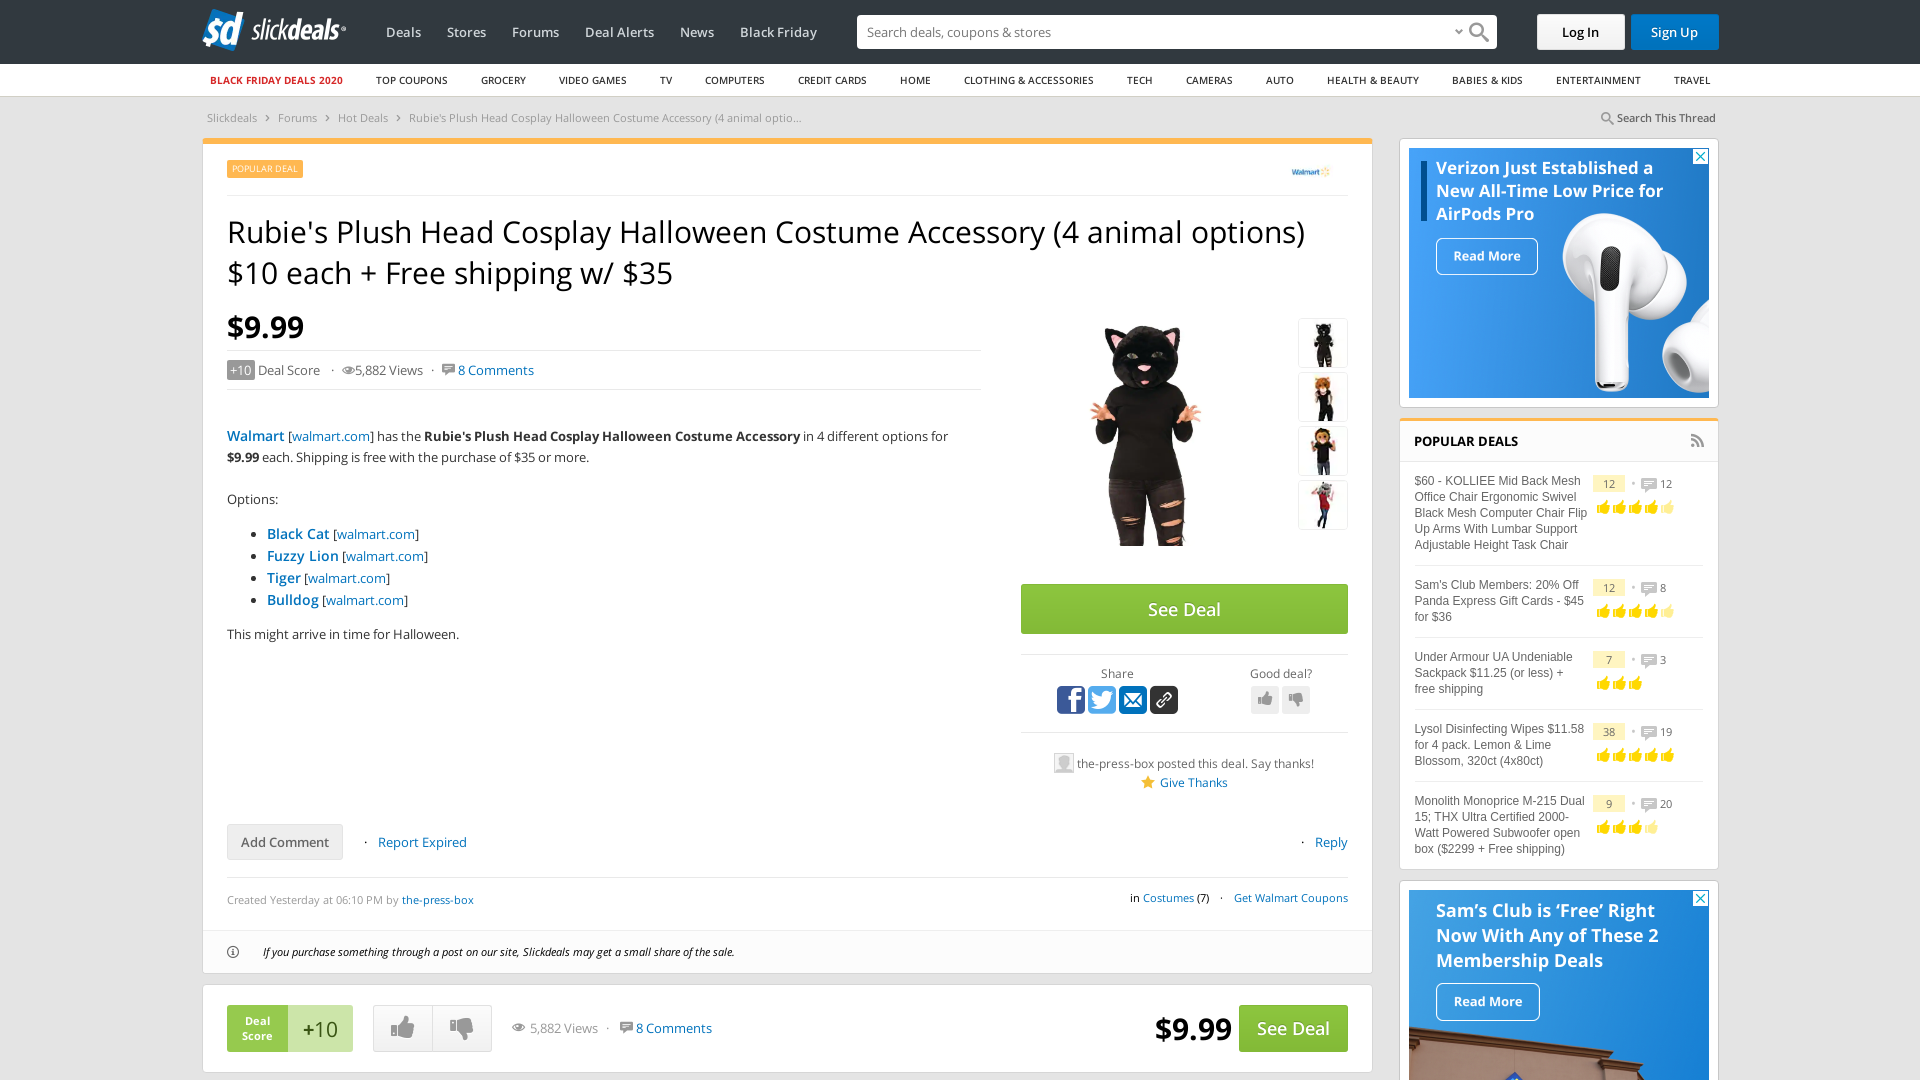 sd slickdeals
Deals
Stores
Forums
Deal Alerts
News
Black Friday
Search deals, coupons & stores
Log In
Sign Up
BLACK FRIDAY DEALS 2020
TOP COUPONS
GROCERY
VIDEO GAMES
TV
COMPUTERS
CREDIT CARDS
HOME
CLOTHING & ACCESSORIES
TECH
CAMERAS
AUTO
HEALTH & BEAUTY
BABIES & KIDS
ENTERTAINMENT
TRAVEL
Slickdeals › Forums › Hot Deals › Rubie's Plush Head Cosplay Halloween Costume Accessory (4 animal optio...
Search This Thread
POPULAR DEAL
Walmart
Rubie's Plush Head Cosplay Halloween Costume Accessory (4 animal options)
$10 each + Free shipping w/ $35
$9.99
+10 Deal Score · 5,882 Views · 8 Comments
Walmart [walmart.com] has the Rubie's Plush Head Cosplay Halloween Costume Accessory in 4 different options for
$9.99 each. Shipping is free with the purchase of $35 or more.
Options:
• Black Cat [walmart.com]
• Fuzzy Lion [walmart.com]
• Tiger [walmart.com]
• Bulldog [walmart.com]
This might arrive in time for Halloween.
See Deal
Share
Good deal?
the-press-box posted this deal. Say thanks!
Give Thanks
Add Comment
· Report Expired
· Reply
Created Yesterday at 06:10 PM by the-press-box
in Costumes (7) · Get Walmart Coupons
If you purchase something through a post on our site, Slickdeals may get a small share of the sale.
Deal
Score
+10
5,882 Views · 8 Comments
$9.99
See Deal
Verizon Just Established a
New All-Time Low Price for
AirPods Pro
Read More
POPULAR DEALS
$60 - KOLLIEE Mid Back Mesh
Office Chair Ergonomic Swivel
Black Mesh Computer Chair Flip
Up Arms With Lumbar Support
Adjustable Height Task Chair
12 • 12
Sam's Club Members: 20% Off
Panda Express Gift Cards - $45
for $36
12 • 8
Under Armour UA Undeniable
Sackpack $11.25 (or less) +
free shipping
7 • 3
Lysol Disinfecting Wipes $11.58
for 4 pack. Lemon & Lime
Blossom, 320ct (4x80ct)
38 • 19
Monolith Monoprice M-215 Dual
15; THX Ultra Certified 2000-
Watt Powered Subwoofer open
box ($2299 + Free shipping)
9 • 20
Sam's Club is ‘Free’ Right
Now With Any of These 2
Membership Deals
Read More